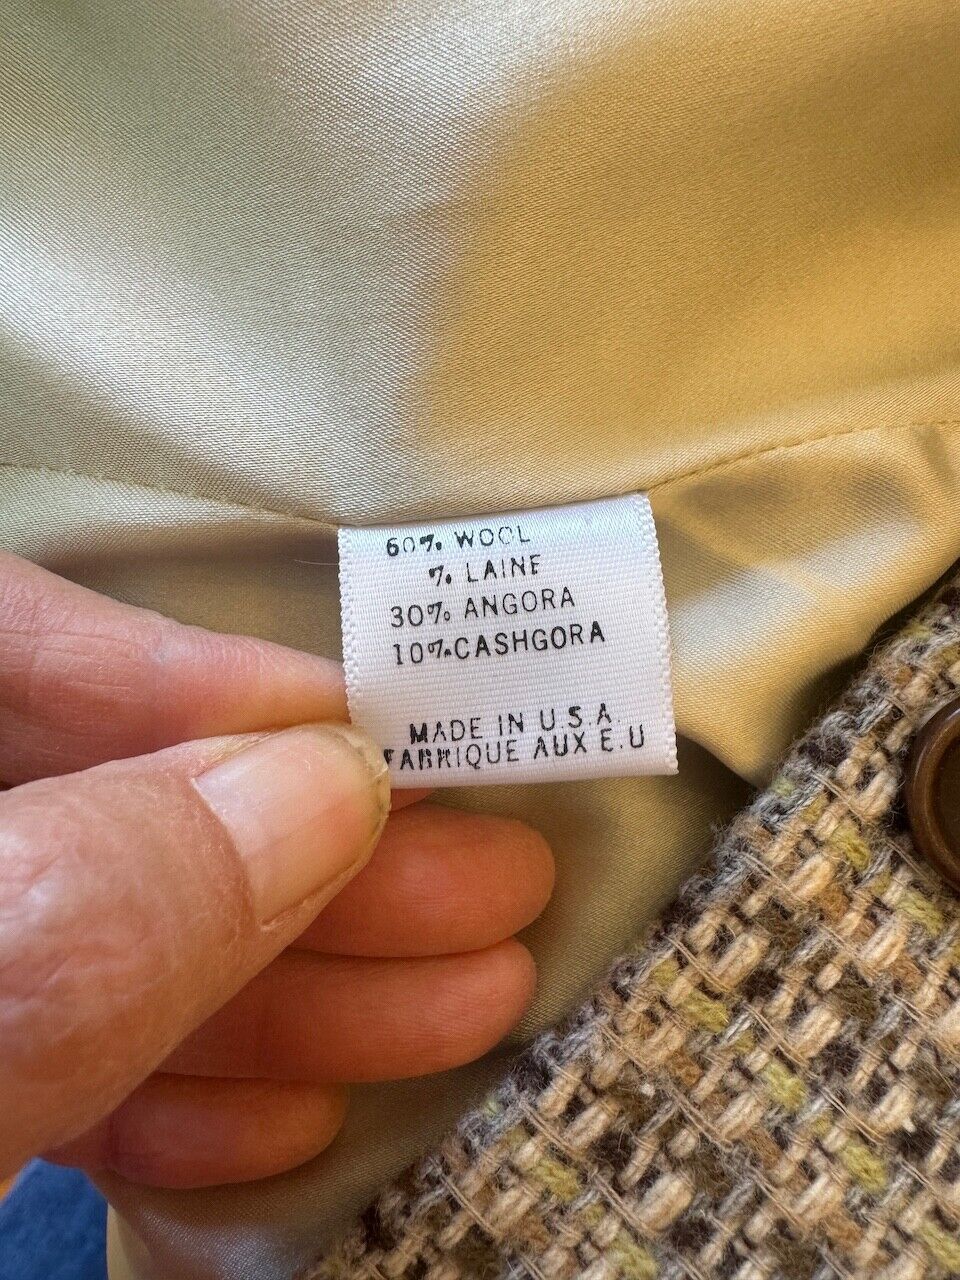 60% WOOL
% LAINE
30% ANGORA
10% CASHGORA
MADE IN U.S.A.
FABRIQUE AUX E.U